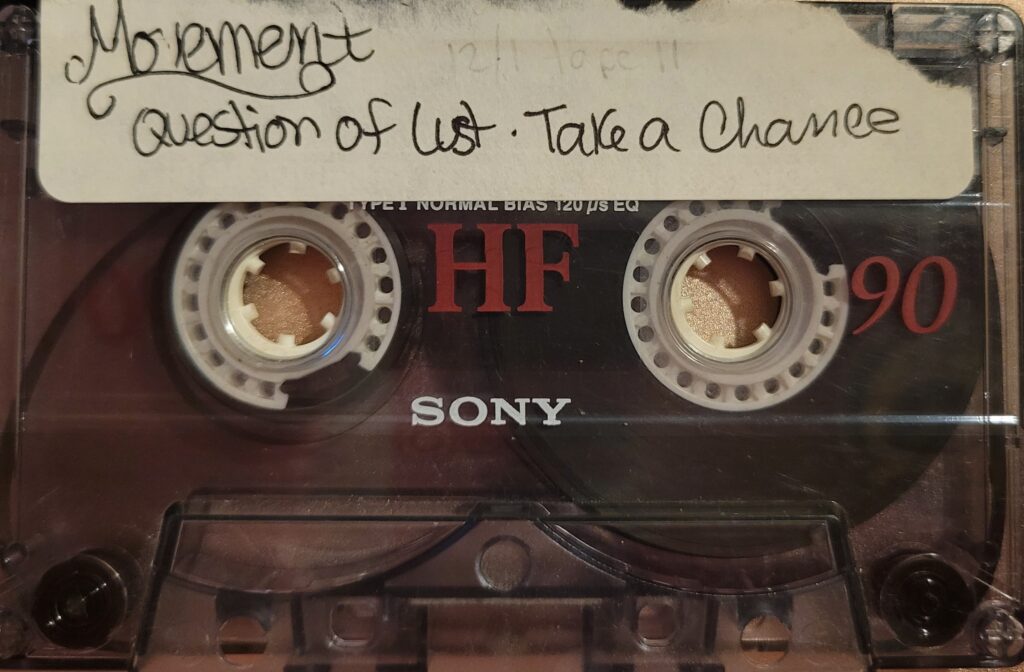 Movement
12/1 tape 11
Question of Lust · Take a Chance
TYPE I NORMAL BIAS 120 µs EQ
HF
90
SONY